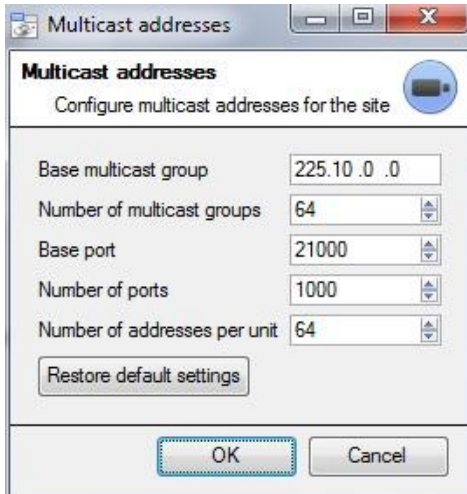 Multicast addresses
Multicast addresses
Configure multicast addresses for the site
Base multicast group 225.10 .0 .0
Number of multicast groups 64
Base port 21000
Number of ports 1000
Number of addresses per unit 64
Restore default settings
OK Cancel